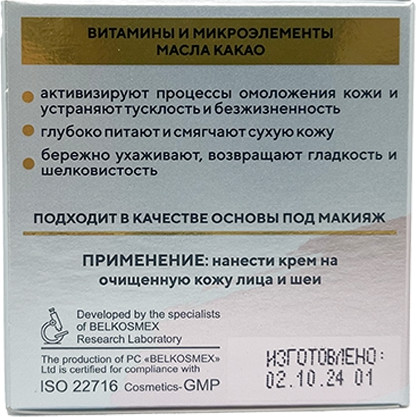 ВИТАМИНЫ И МИКРОЭЛЕМЕНТЫ
МАСЛА КАКАО
активизируют процессы омоложения кожи и
устраняют тусклость и безжизненность
глубоко питают и смягчают сухую кожу
бережно ухаживают, возвращают гладкость и
шелковистость
ПОДХОДИТ В КАЧЕСТВЕ ОСНОВЫ ПОД МАКИЯЖ
ПРИМЕНЕНИЕ: нанести крем на
очищенную кожу лица и шеи
Developed by the specialists
of BELKOSMEX
Research Laboratory
The production of PC «BELKOSMEX»
Ltd is certified for compliance with
ISO 22716 Cosmetics-GMP
ИЗГОТОВЛЕНО:
02.10.24 01